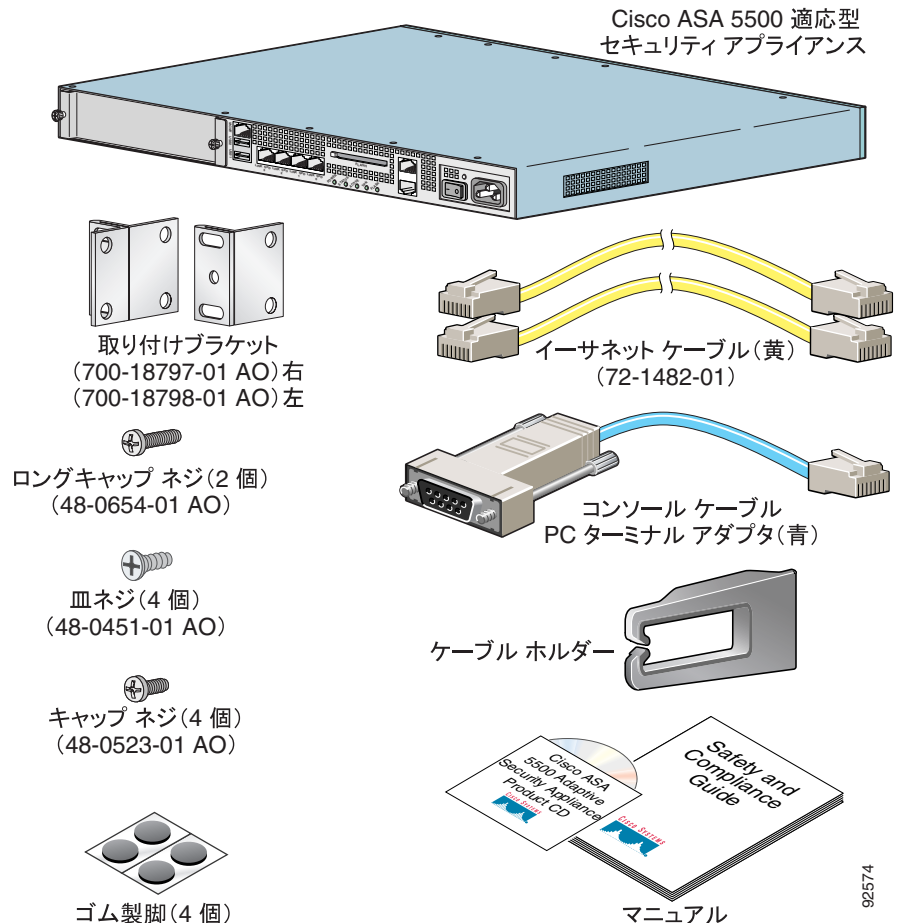 Cisco ASA 5500 適応型
セキュリティ アプライアンス
取り付けブラケット
(700-18797-01 AO)右
(700-18798-01 AO)左
イーサネット ケーブル(黄)
(72-1482-01)
ロングキャップ ネジ(2 個)
(48-0654-01 AO)
コンソール ケーブル
PC ターミナル アダプタ(青)
皿ネジ(4 個)
(48-0451-01 AO)
ケーブル ホルダー
キャップ ネジ(4 個)
(48-0523-01 AO)
Cisco ASA
5500 Adaptive
Security Appliance
Product CD
CISCO SYSTEMS
Safety and
Compliance
Guide
CISCO SYSTEMS
ゴム製脚(4 個)
マニュアル
92574